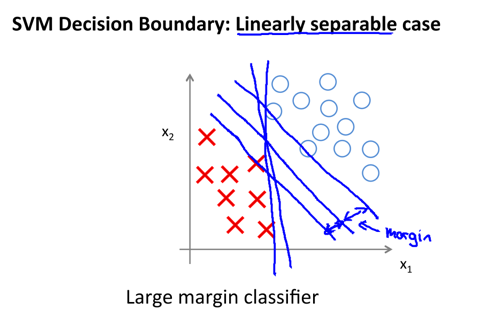 SVM Decision Boundary: Linearly separable case
x2
margin
x1
Large margin classifier